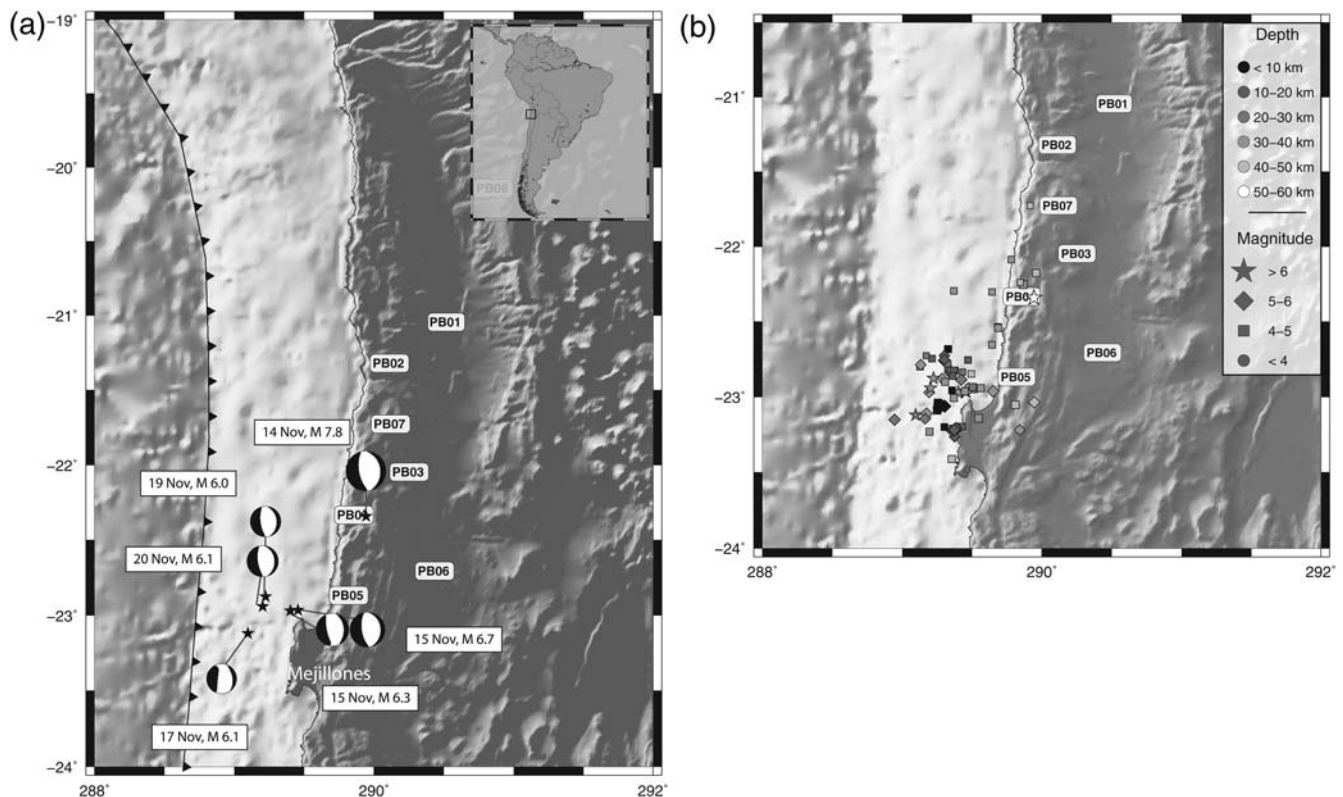 (a)
−19˚
−20˚
−21˚
−22˚
−23˚
−24˚
288˚
290˚
292˚
PB08
PB01
PB02
PB07
14 Nov, M 7.8
PB03
19 Nov, M 6.0
20 Nov, M 6.1
PB06
PB05
15 Nov, M 6.7
Mejillones
15 Nov, M 6.3
17 Nov, M 6.1
(b)
−21˚
−22˚
−23˚
−24˚
288˚
290˚
292˚
PB01
PB02
PB07
PB03
PB06
PB05
Depth
< 10 km
10−20 km
20−30 km
30−40 km
40−50 km
50−60 km
Magnitude
> 6
5−6
4−5
< 4